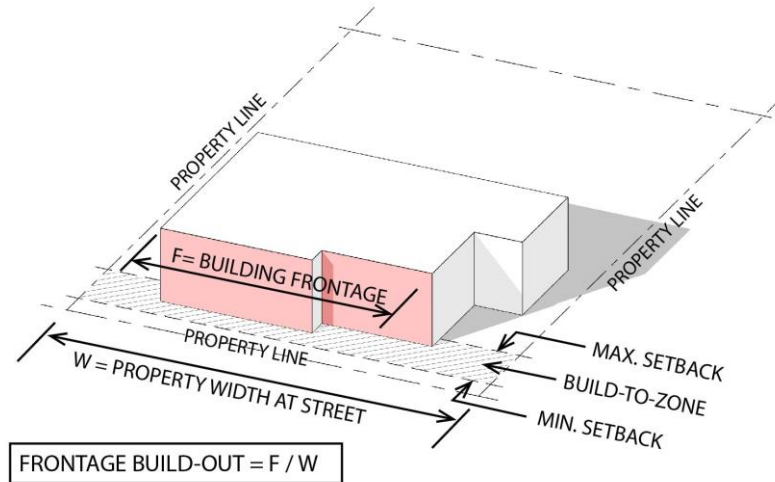 PROPERTY LINE
PROPERTY LINE
F= BUILDING FRONTAGE
PROPERTY LINE
W = PROPERTY WIDTH AT STREET
MAX. SETBACK
BUILD-TO-ZONE
MIN. SETBACK
FRONTAGE BUILD-OUT = F / W